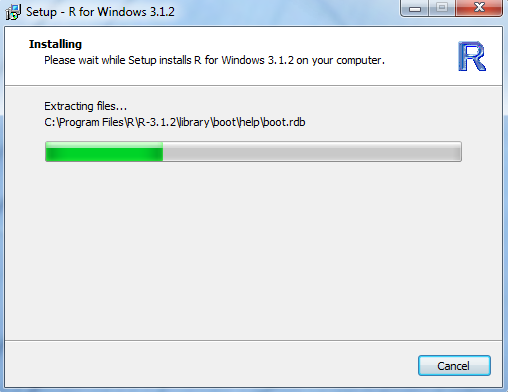 Setup - R for Windows 3.1.2
Installing
Please wait while Setup installs R for Windows 3.1.2 on your computer.
R
Extracting files...
C:\Program Files\R\R-3.1.2\library\boot\help\boot.rdb
Cancel